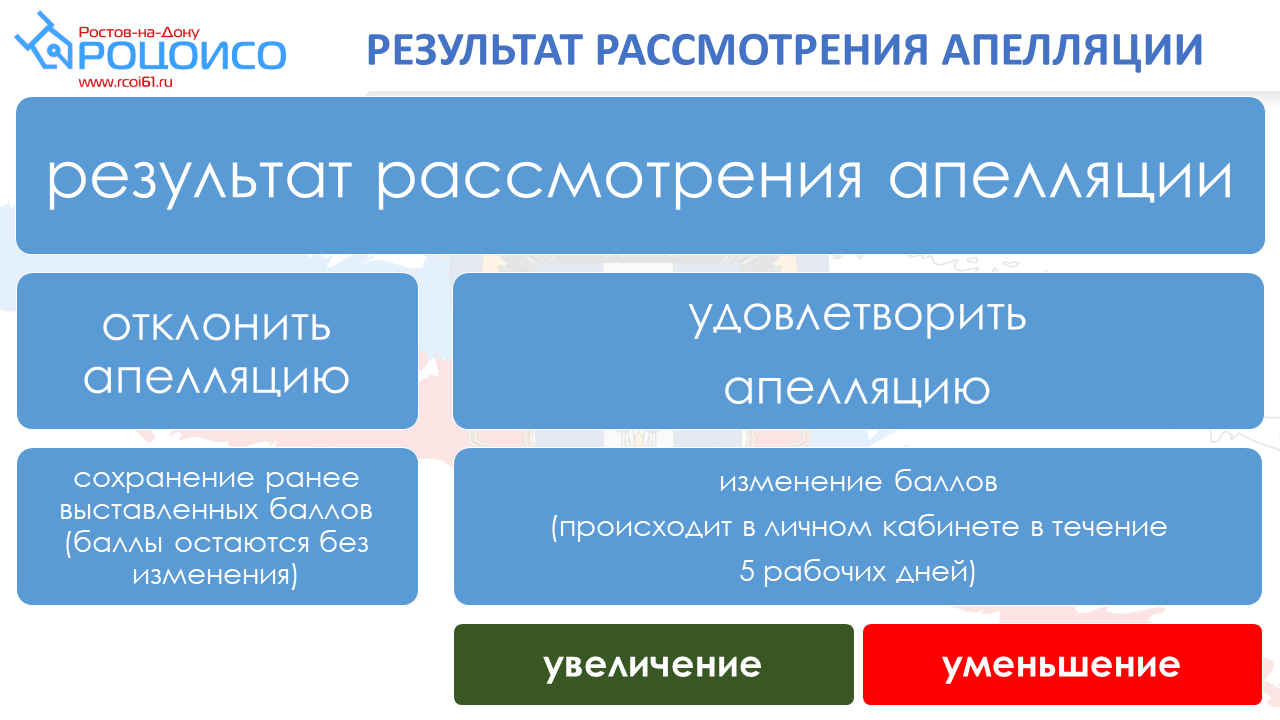 Ростов-на-Дону
РОЦОИСО
www.rcoi61.ru
РЕЗУЛЬТАТ РАССМОТРЕНИЯ АПЕЛЛЯЦИИ
результат рассмотрения апелляции
отклонить
апелляцию
удовлетворить
апелляцию
сохранение ранее
выставленных баллов
(баллы остаются без
изменения)
изменение баллов
(происходит в личном кабинете в течение
5 рабочих дней)
увеличение
уменьшение